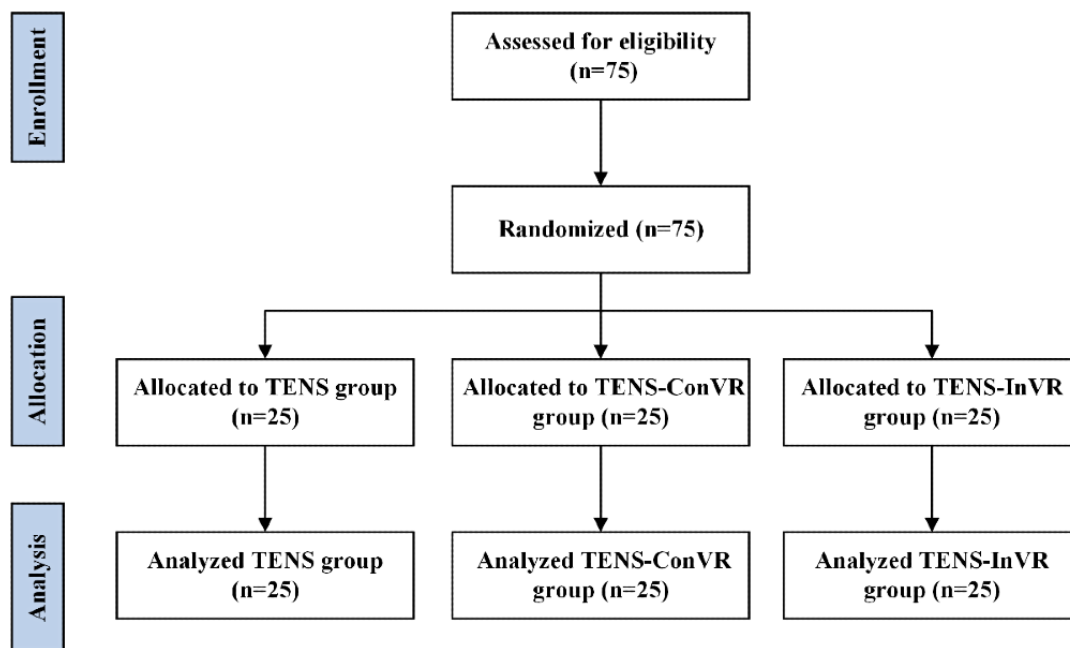 Enrollment
Assessed for eligibility
(n=75)
Randomized (n=75)
Allocation
Allocated to TENS group
(n=25)
Allocated to TENS-ConVR
group (n=25)
Allocated to TENS-InVR
group (n=25)
Analysis
Analyzed TENS group
(n=25)
Analyzed TENS-ConVR
group (n=25)
Analyzed TENS-InVR
group (n=25)